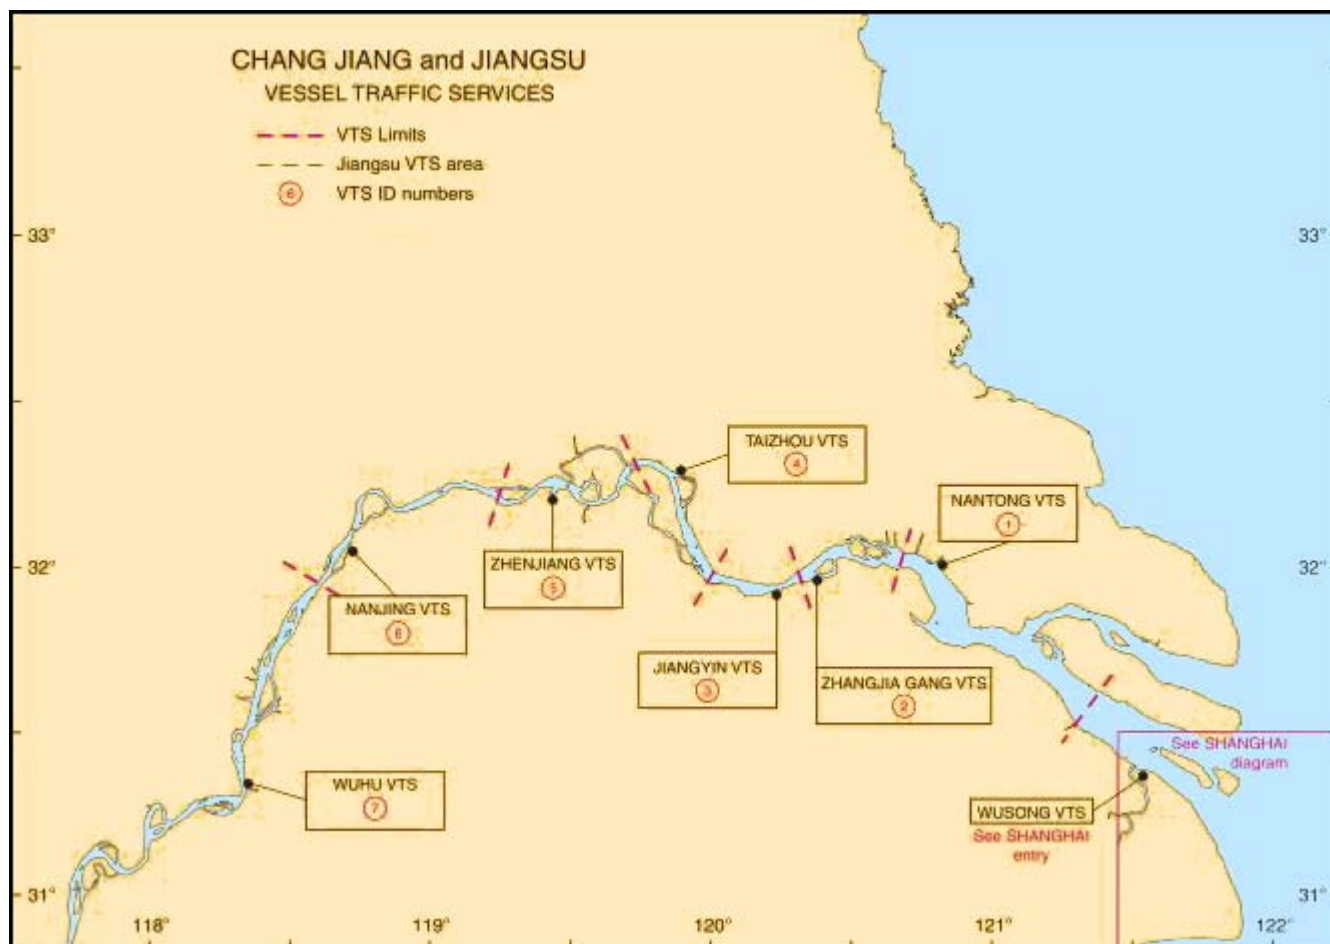 CHANG JIANG and JIANGSU
VESSEL TRAFFIC SERVICES
VTS Limits
Jiangsu VTS area
6 VTS ID numbers
33° 33°
TAIZHOU VTS
4
NANTONG VTS
1
ZHENJIANG VTS
5
32° 32°
NANJING VTS
6
JIANGYIN VTS
3
ZHANGJIA GANG VTS
2
See SHANGHAI
diagram
WUHU VTS
7
WUSONG VTS
See SHANGHAI
entry
31° 31°
118° 119° 120° 121° 122°